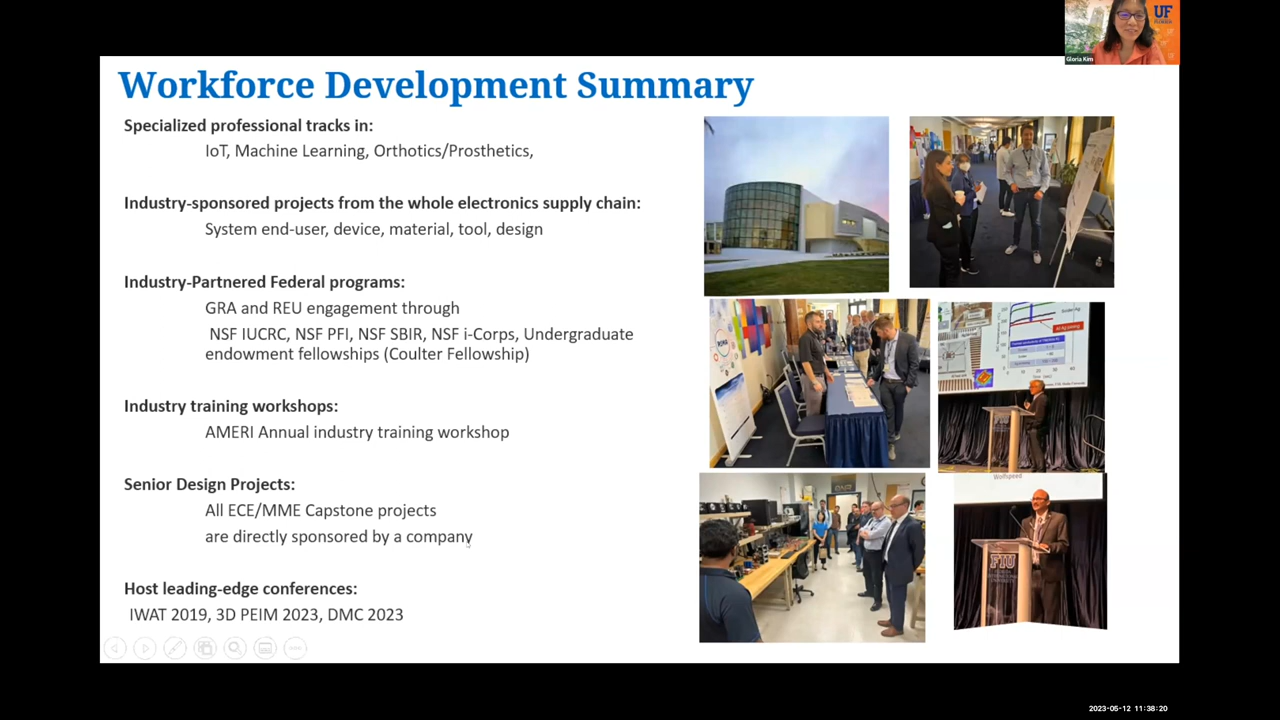 UF
Gloria Kim
Workforce Development Summary
Specialized professional tracks in:
IoT, Machine Learning, Orthotics/Prosthetics,
Industry-sponsored projects from the whole electronics supply chain:
System end-user, device, material, tool, design
Industry-Partnered Federal programs:
GRA and REU engagement through
NSF IUCRC, NSF PFI, NSF SBIR, NSF i-Corps, Undergraduate
endowment fellowships (Coulter Fellowship)
Industry training workshops:
AMERI Annual industry training workshop
Senior Design Projects:
All ECE/MME Capstone projects
are directly sponsored by a company
Host leading-edge conferences:
IWAT 2019, 3D PEIM 2023, DMC 2023
Wolfspeed
FIU
2023-05-12 11:38:20